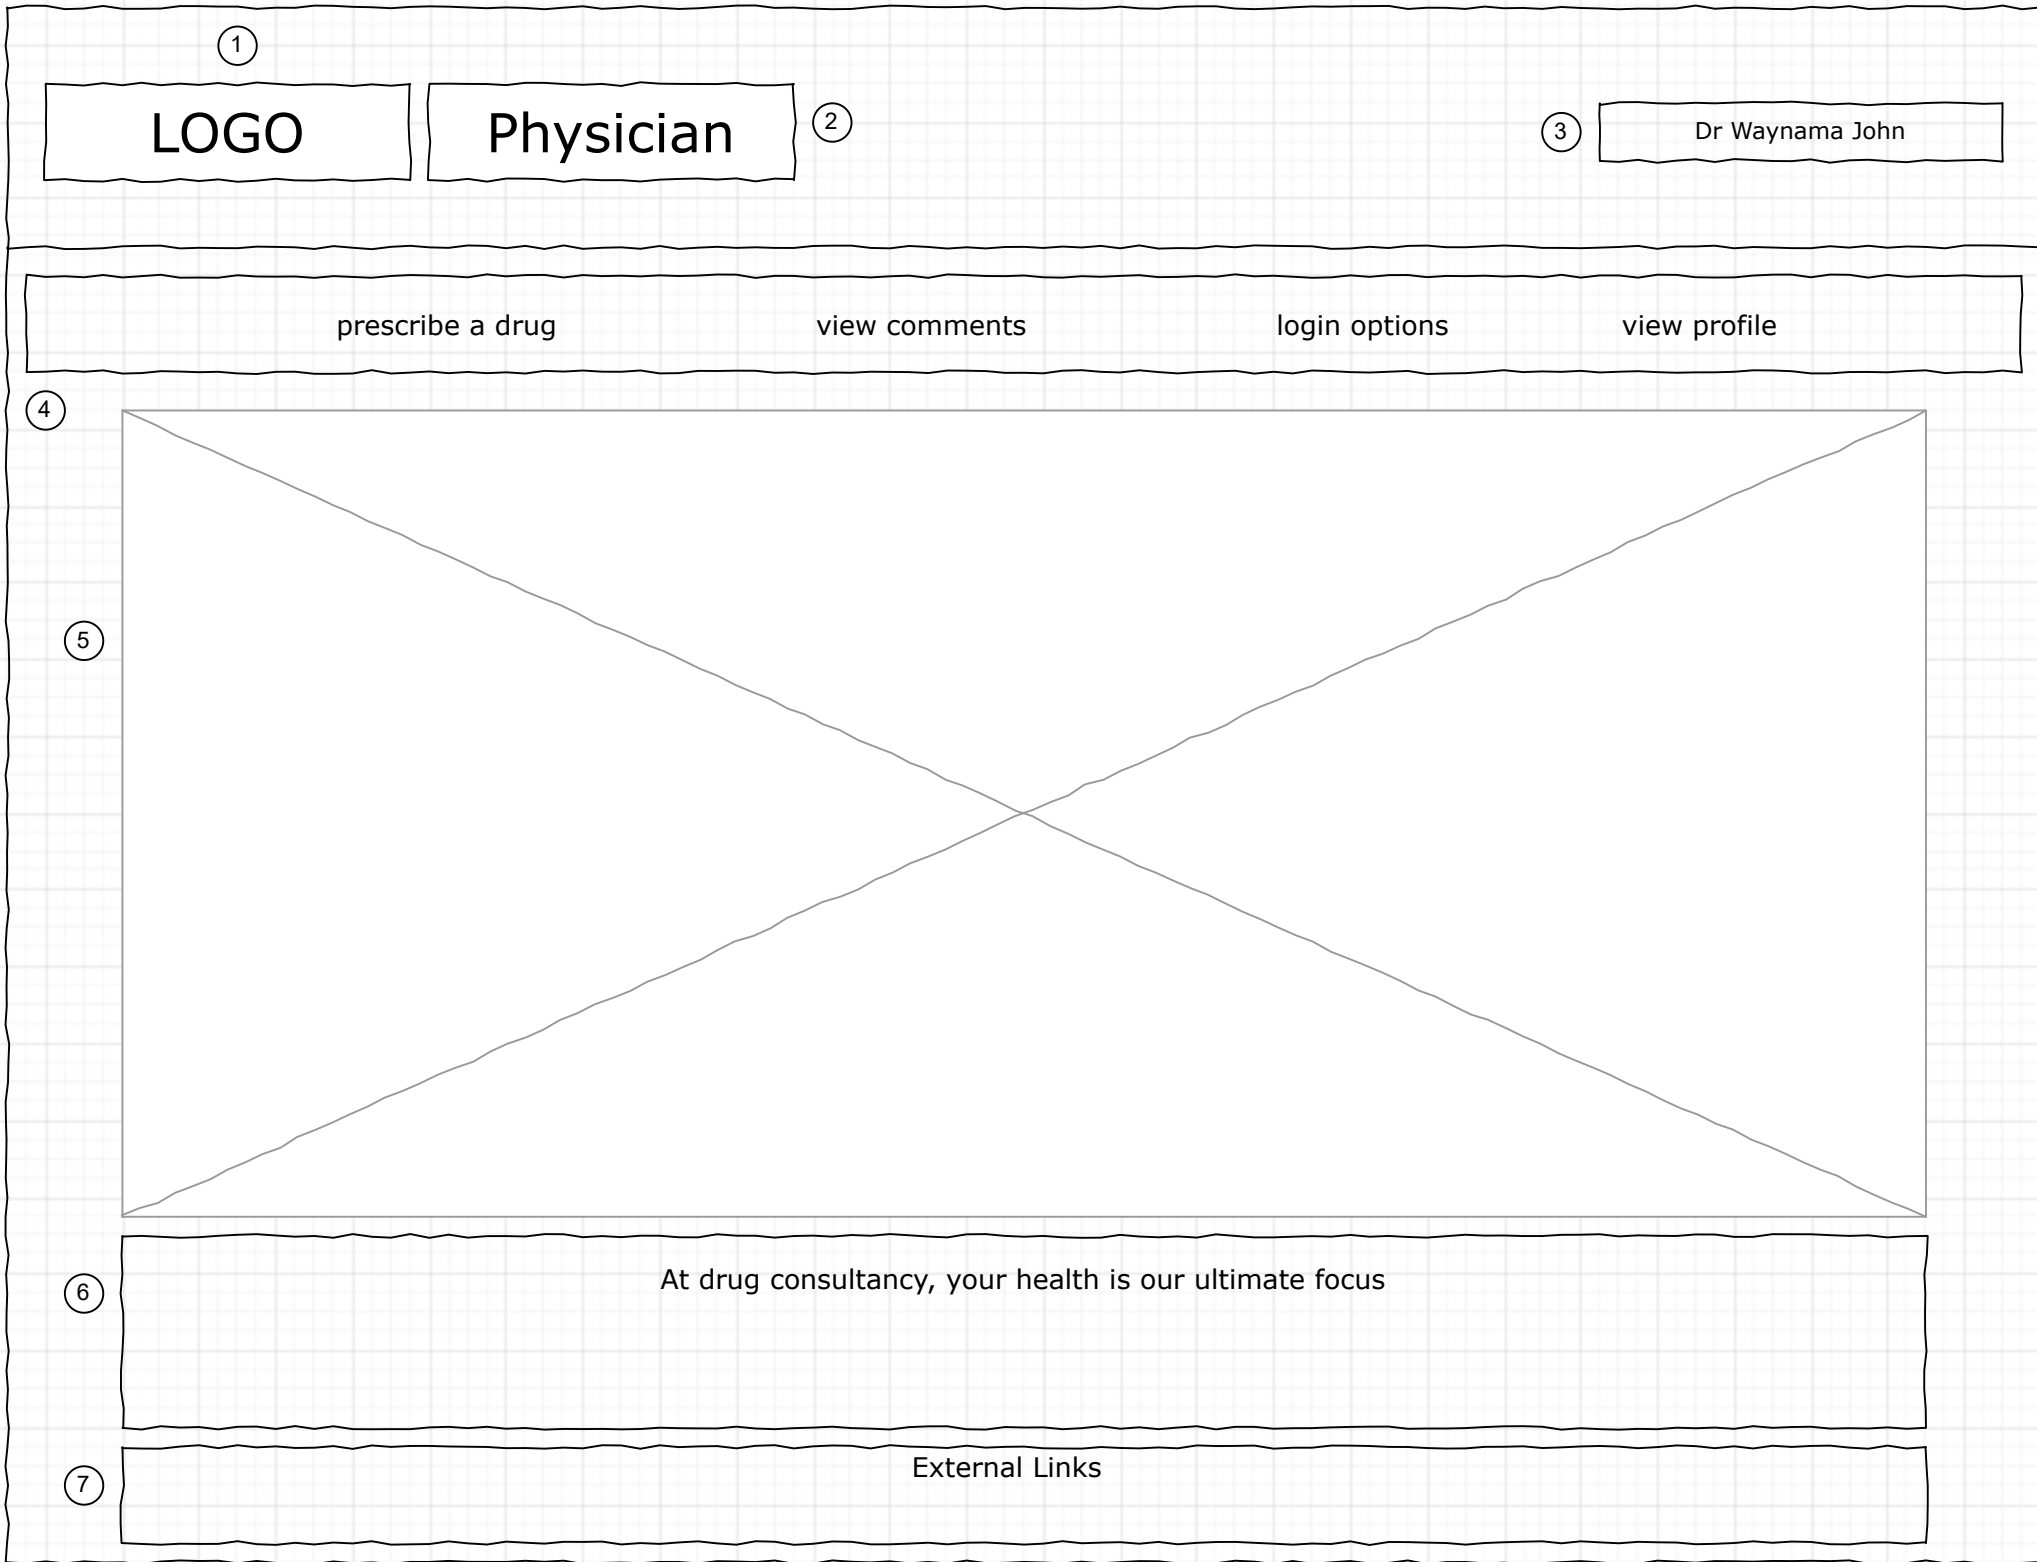 1
LOGO
Physician
2
3
Dr Waynama John
prescribe a drug
view comments
login options
view profile
4
5
6
At drug consultancy, your health is our ultimate focus
7
External Links